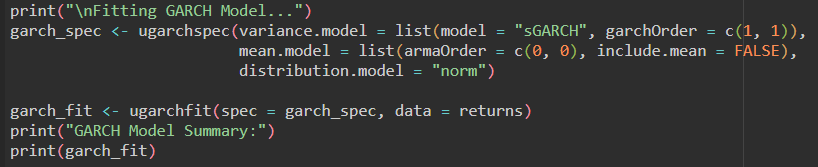 print("\nFitting GARCH Model...")
garch_spec <- ugarchspec(variance.model = list(model = "sGARCH", garchOrder = c(1, 1)),
                         mean.model = list(armaOrder = c(0, 0), include.mean = FALSE),
                         distribution.model = "norm")

garch_fit <- ugarchfit(spec = garch_spec, data = returns)
print("GARCH Model Summary:")
print(garch_fit)